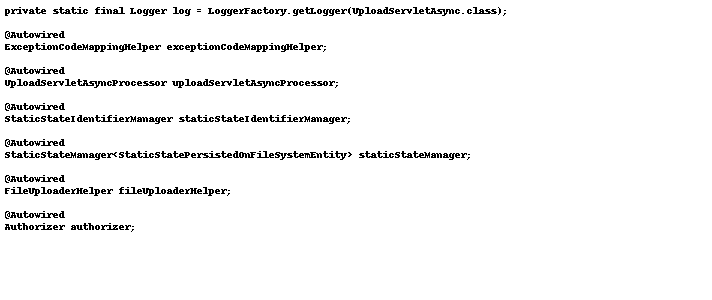 private static final Logger log = LoggerFactory.getLogger(UploadServletAsync.class);
@Autowired
ExceptionCodeMappingHelper exceptionCodeMappingHelper;
@Autowired
UploadServletAsyncProcessor uploadServletAsyncProcessor;
@Autowired
StaticStateIdentifierManager staticStateIdentifierManager;
@Autowired
StaticStateManager<StaticStatePersistedOnFileSystemEntity> staticStateManager;
@Autowired
FileUploaderHelper fileUploaderHelper;
@Autowired
Authorizer authorizer;